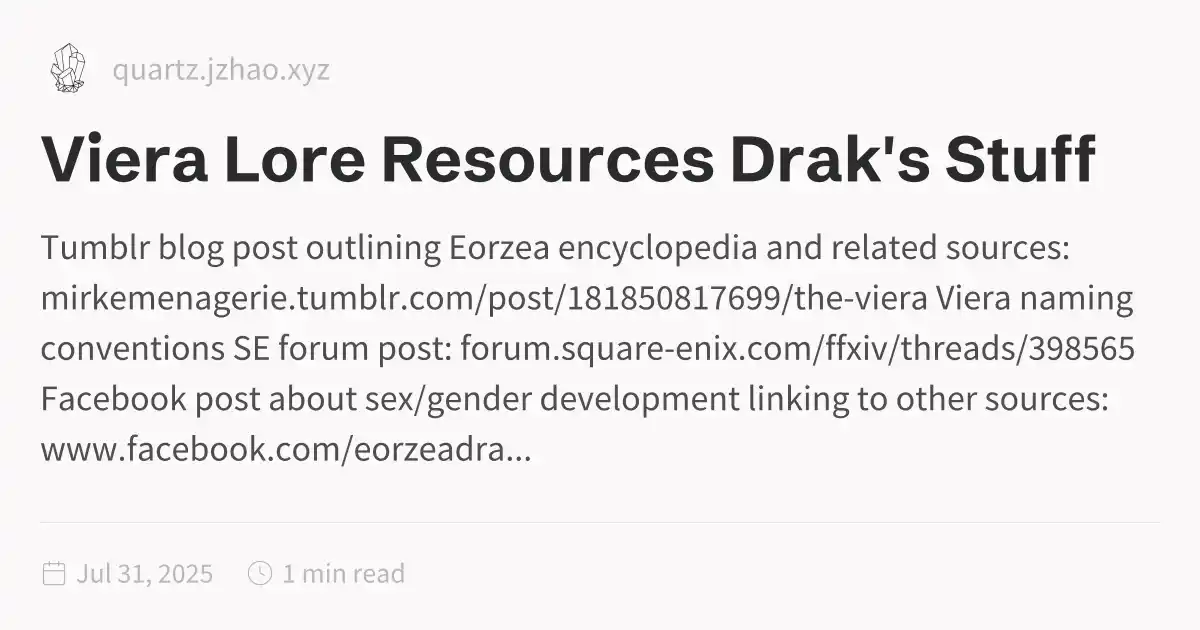 quartz.jzhao.xyz
Viera Lore Resources Drak's Stuff
Tumblr blog post outlining Eorzea encyclopedia and related sources:
mirkemenagerie.tumblr.com/post/181850817699/the-viera Viera naming
conventions SE forum post: forum.square-enix.com/ffxiv/threads/398565
Facebook post about sex/gender development linking to other sources:
www.facebook.com/eorzeadra...
Jul 31, 2025 1 min read